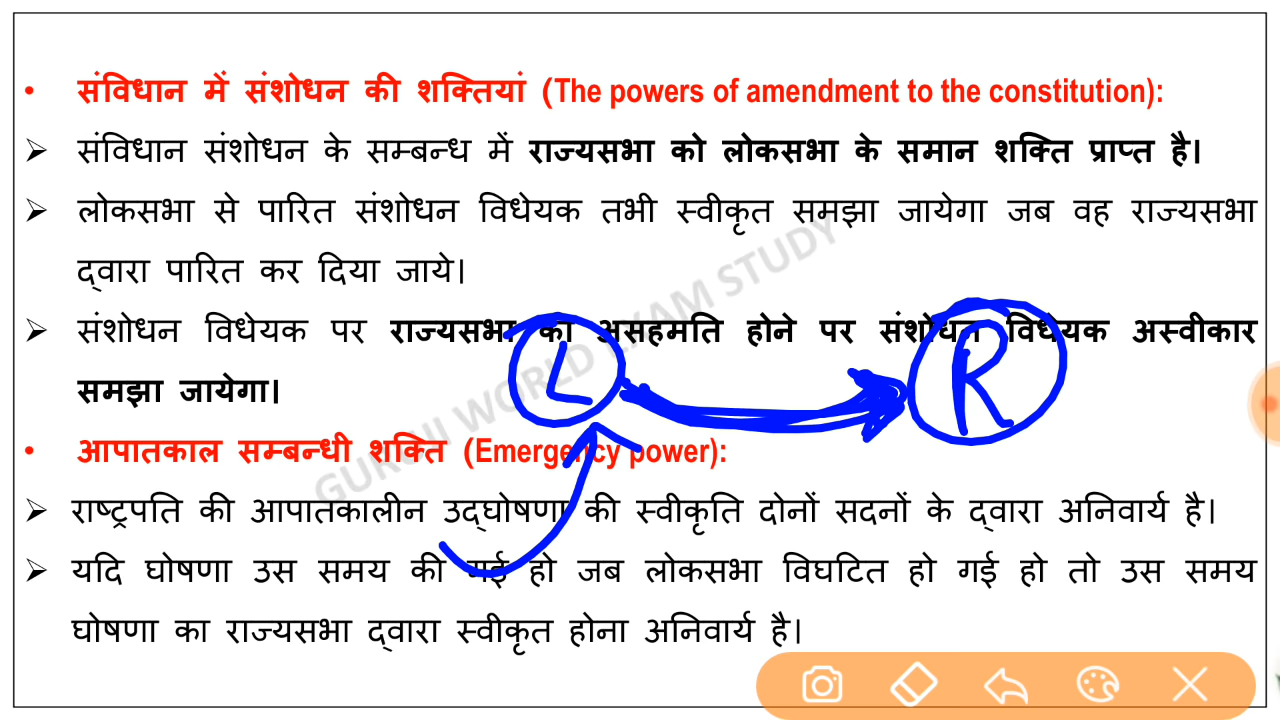 • संविधान में संशोधन की शक्तियां (The powers of amendment to the constitution):
➢ संविधान संशोधन के सम्बन्ध में राज्यसभा को लोकसभा के समान शक्ति प्राप्त है।
➢ लोकसभा से पारित संशोधन विधेयक तभी स्वीकृत समझा जायेगा जब वह राज्यसभा
द्वारा पारित कर दिया जाये।
➢ संशोधन विधेयक पर राज्यसभा का असहमति होने पर संशोधन विधेयक अस्वीकार
समझा जायेगा।
L R
• आपातकाल सम्बन्धी शक्ति (Emergency power):
➢ राष्ट्रपति की आपातकालीन उद्घोषणा की स्वीकृति दोनों सदनों के द्वारा अनिवार्य है।
➢ यदि घोषणा उस समय की गई हो जब लोकसभा विघटित हो गई हो तो उस समय
घोषणा का राज्यसभा द्वारा स्वीकृत होना अनिवार्य है।
WORLD EXAM STUDY